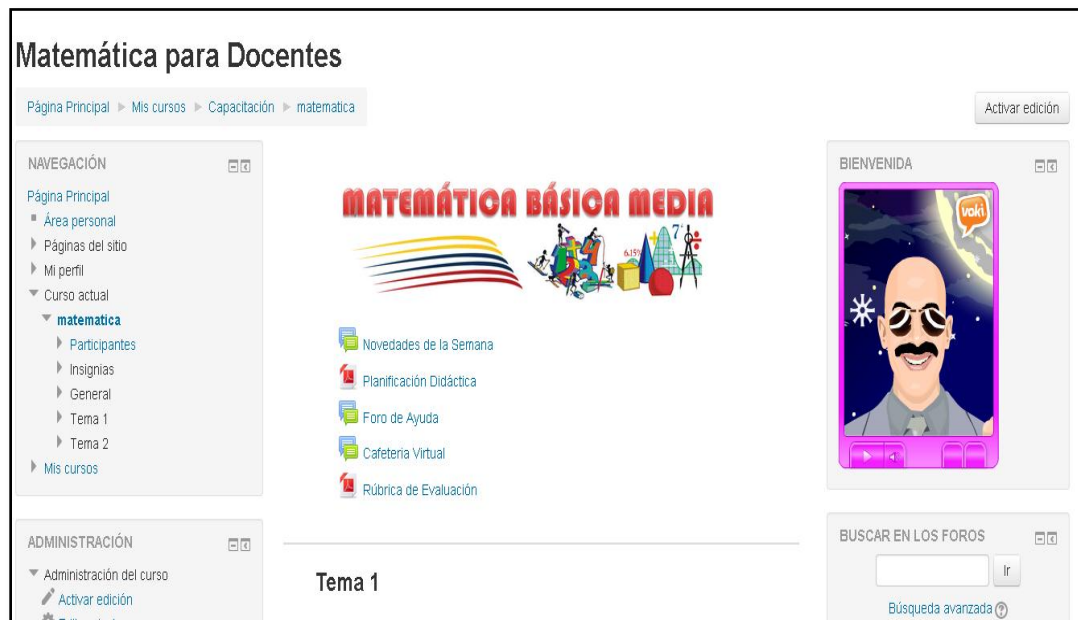 Matemática para Docentes
Página Principal
Mis cursos
Capacitación
matematica
Activar edición
NAVEGACIÓN
Página Principal
Área personal
Páginas del sitio
Mi perfil
Curso actual
matematica
Participantes
Insignias
General
Tema 1
Tema 2
Mis cursos
ADMINISTRACIÓN
Administración del curso
Activar edición
MATEMÁTICA BÁSICA MEDIA
Novedades de la Semana
Planificación Didáctica
Foro de Ayuda
Cafeteria Virtual
Rúbrica de Evaluación
Tema 1
BIENVENIDA
voki
BUSCAR EN LOS FOROS
Ir
Búsqueda avanzada